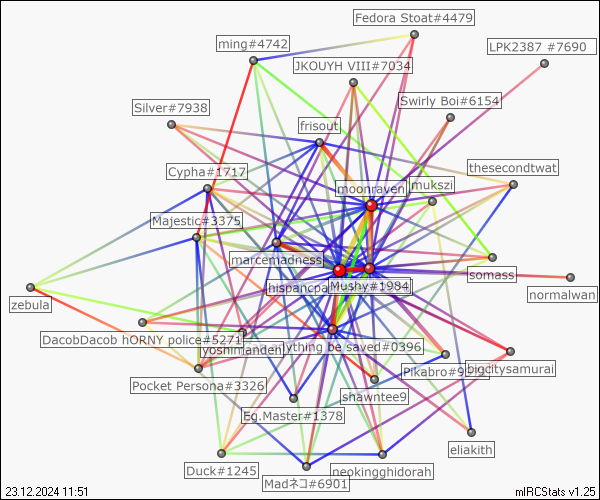 Fedora Stoat#4479
ming#4742
LPK2387 #7690
JKOUYH VIII#7034
Silver#7938
Swirly Boi#6154
frisout
Cypha#1717
thesecondtwat
moonraven
mukszi
Majestic#3375
marcemadness
somass
hispancpa
Mushy#1984
normalwan
zebula
DacobDacob hORNY police#5271
yoshimi
anden
anything be saved#0396
Pikabro#9
bigcitysamurai
Pocket Persona#3326
shawntee9
Eg.Master#1378
eliakith
Duck#1245
neokingghidorah
Madネコ#6901
23.12.2024 11:51
mIRCStats v1.25